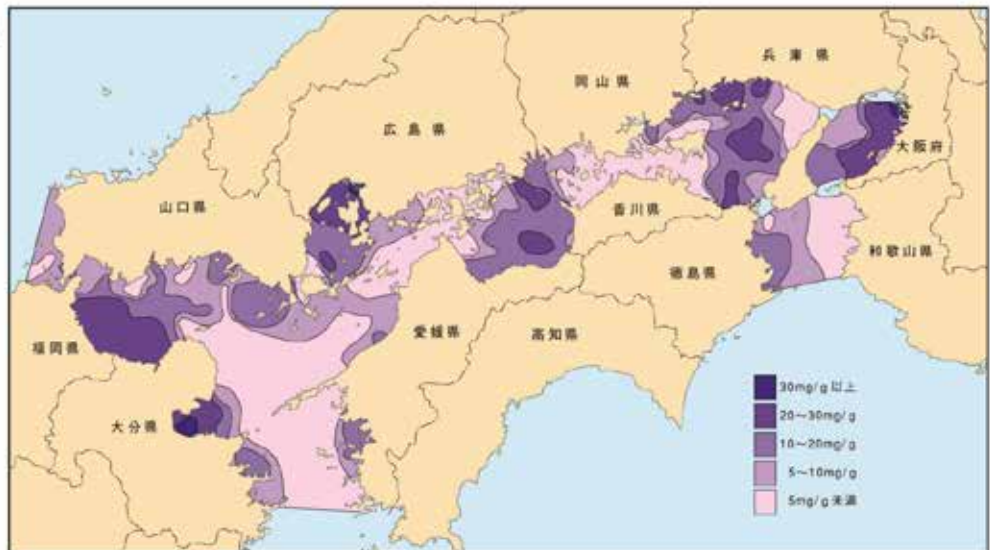 兵庫県
岡山県
広島県
大阪府
山口県
香川県
和歌山県
徳島県
愛媛県
高知県
福岡県
大分県
30mg/g以上
20～30mg/g
10～20mg/g
5～10mg/g
5mg/g未満